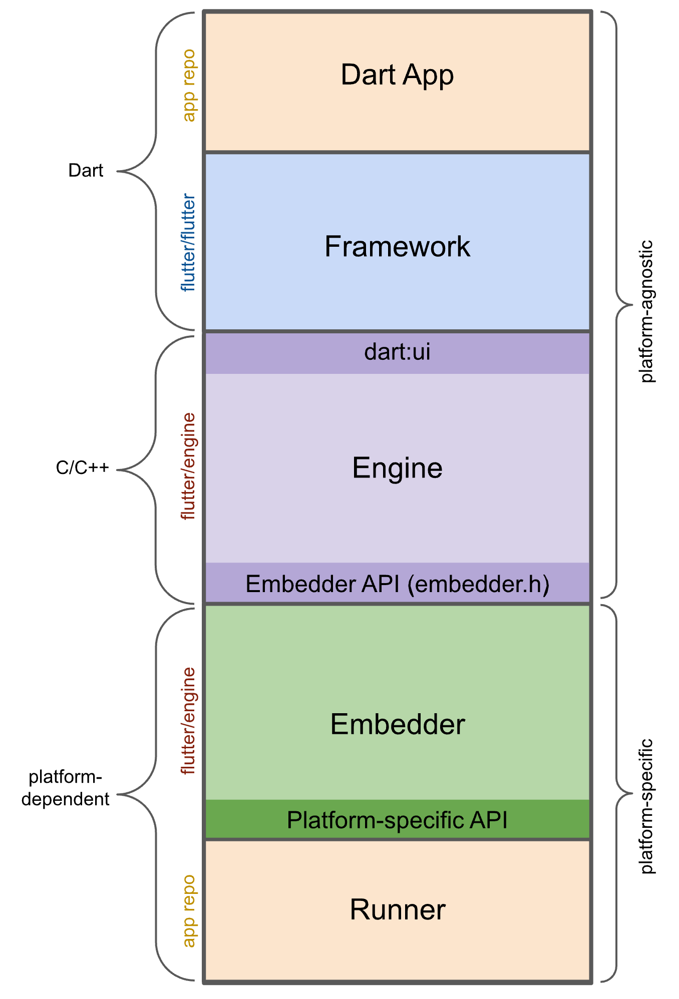 app repo
Dart App
Dart
flutter/flutter
Framework
platform-agnostic
dart:ui
C/C++
flutter/engine
Engine
Embedder API (embedder.h)
flutter/engine
Embedder
platform-
dependent
Platform-specific API
platform-specific
app repo
Runner